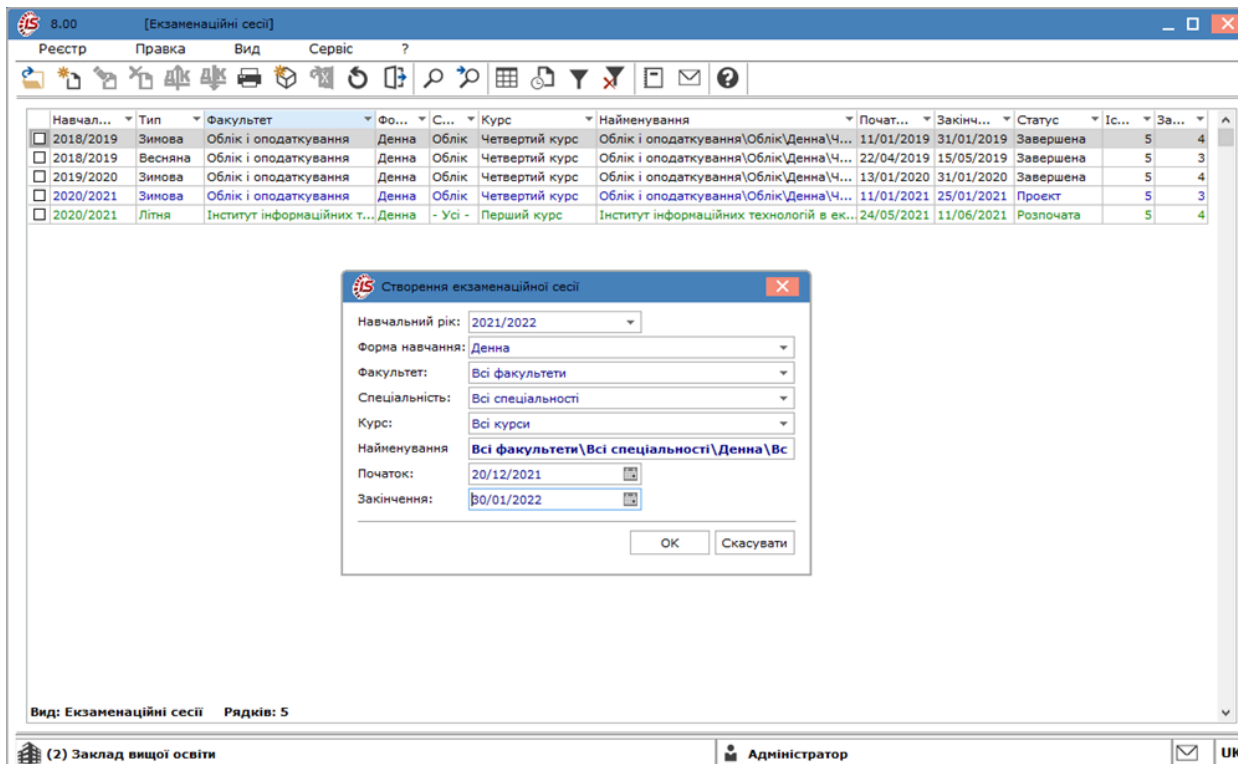 8.00 [Екзаменаційні сесії]
Реєстр Правка Вид Сервіс ?
Навчал... Тип Факультет Фо... С... Курс Найменування Почат... Закінч... Статус Іс... За...
2018/2019 Зимова Облік і оподаткування Денна Облік Четвертий курс Облік і оподаткування\Облік\Денна\Ч... 11/01/2019 31/01/2019 Завершена 5 4
2018/2019 Весняна Облік і оподаткування Денна Облік Четвертий курс Облік і оподаткування\Облік\Денна\Ч... 22/04/2019 15/05/2019 Завершена 5 3
2019/2020 Зимова Облік і оподаткування Денна Облік Четвертий курс Облік і оподаткування\Облік\Денна\Ч... 13/01/2020 31/01/2020 Завершена 5 4
2020/2021 Зимова Облік і оподаткування Денна Облік Четвертий курс Облік і оподаткування\Облік\Денна\Ч... 11/01/2021 25/01/2021 Проєкт 5 3
2020/2021 Літня Інститут інформаційних т... Денна - Усі - Перший курс Інститут інформаційних технологій в ек... 24/05/2021 11/06/2021 Розпочата 5 4
Створення екзаменаційної сесії
Навчальний рік: 2021/2022
Форма навчання: Денна
Факультет: Всі факультети
Спеціальність: Всі спеціальності
Курс: Всі курси
Найменування Всі факультети\Всі спеціальності\Денна\Вс
Початок: 20/12/2021
Закінчення: 30/01/2022
OK Скасувати
Вид: Екзаменаційні сесії Рядків: 5
(2) Заклад вищої освіти Адміністратор UK